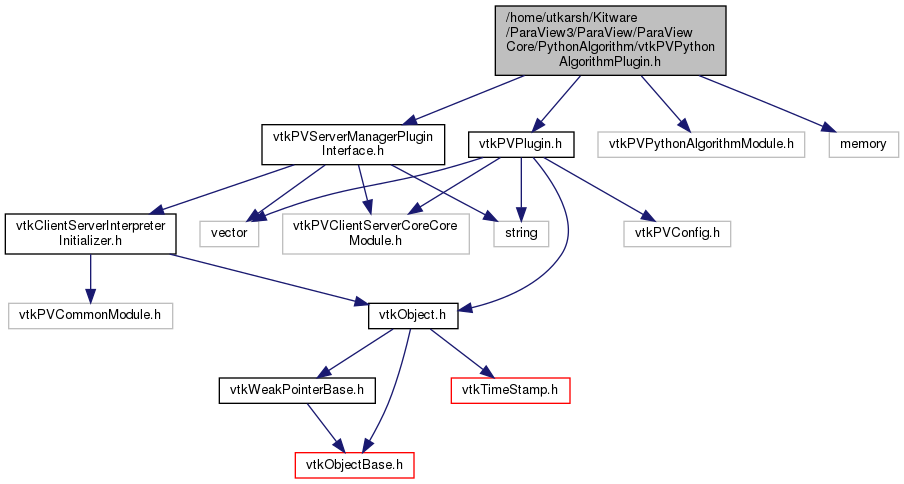 /home/utkarsh/Kitware
/ParaView3/ParaView/ParaView
Core/PythonAlgorithm/vtkPVPython
AlgorithmPlugin.h
vtkPVServerManagerPlugin
Interface.h
vtkPVPlugin.h
vtkPVPythonAlgorithmModule.h
memory
vtkClientServerInterpreter
Initializer.h
vector
vtkPVClientServerCoreCore
Module.h
string
vtkPVConfig.h
vtkPVCommonModule.h
vtkObject.h
vtkWeakPointerBase.h
vtkTimeStamp.h
vtkObjectBase.h